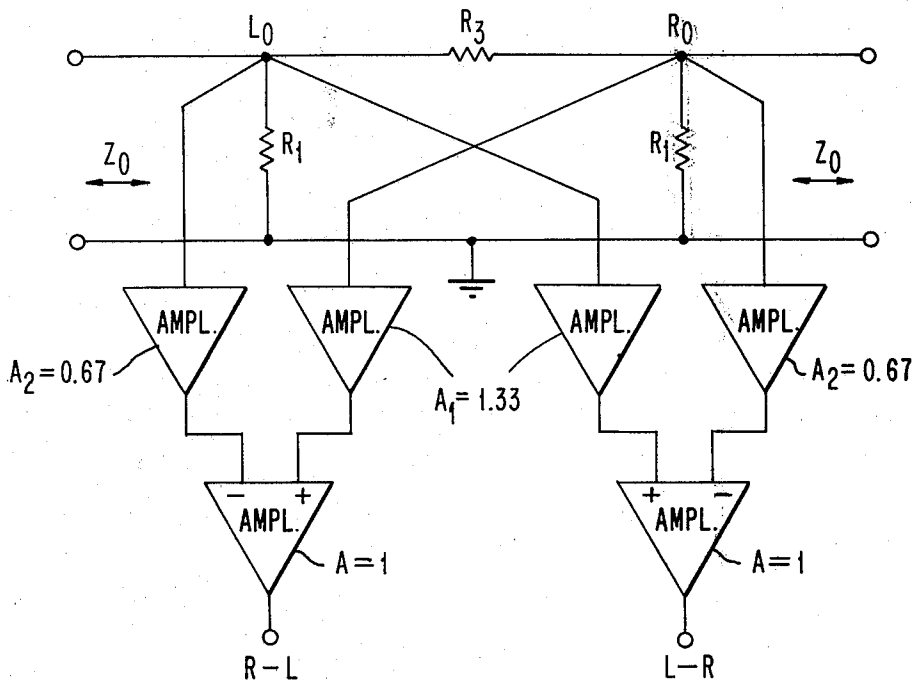 L0 R3 R0
R1 R1
Z0 Z0
AMPL. AMPL. AMPL. AMPL.
A2 = 0.67 A1 = 1.33 A2 = 0.67
− + + −
AMPL. AMPL.
A = 1 A = 1
R − L L − R